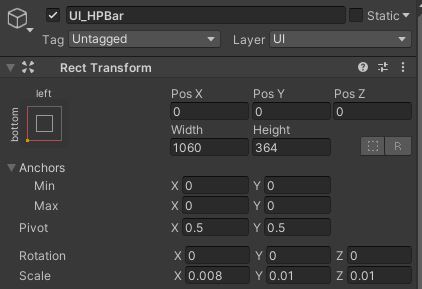 UI_HPBar Static
Tag Untagged Layer UI
Rect Transform
left
bottom
Pos X Pos Y Pos Z
0 0 0
Width Height
1060 364
R
Anchors
Min X 0 Y 0
Max X 0 Y 0
Pivot X 0.5 Y 0.5
Rotation X 0 Y 0 Z 0
Scale X 0.008 Y 0.01 Z 0.01